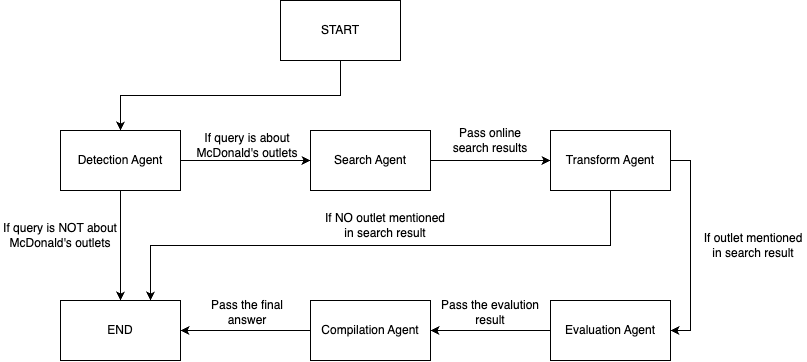 START
If query is about
McDonald's outlets
Pass online
search results
Detection Agent
Search Agent
Transform Agent
If query is NOT about
McDonald's outlets
If NO outlet mentioned
in search result
If outlet mentioned
in search result
Pass the final
answer
Pass the evalution
result
END
Compilation Agent
Evaluation Agent